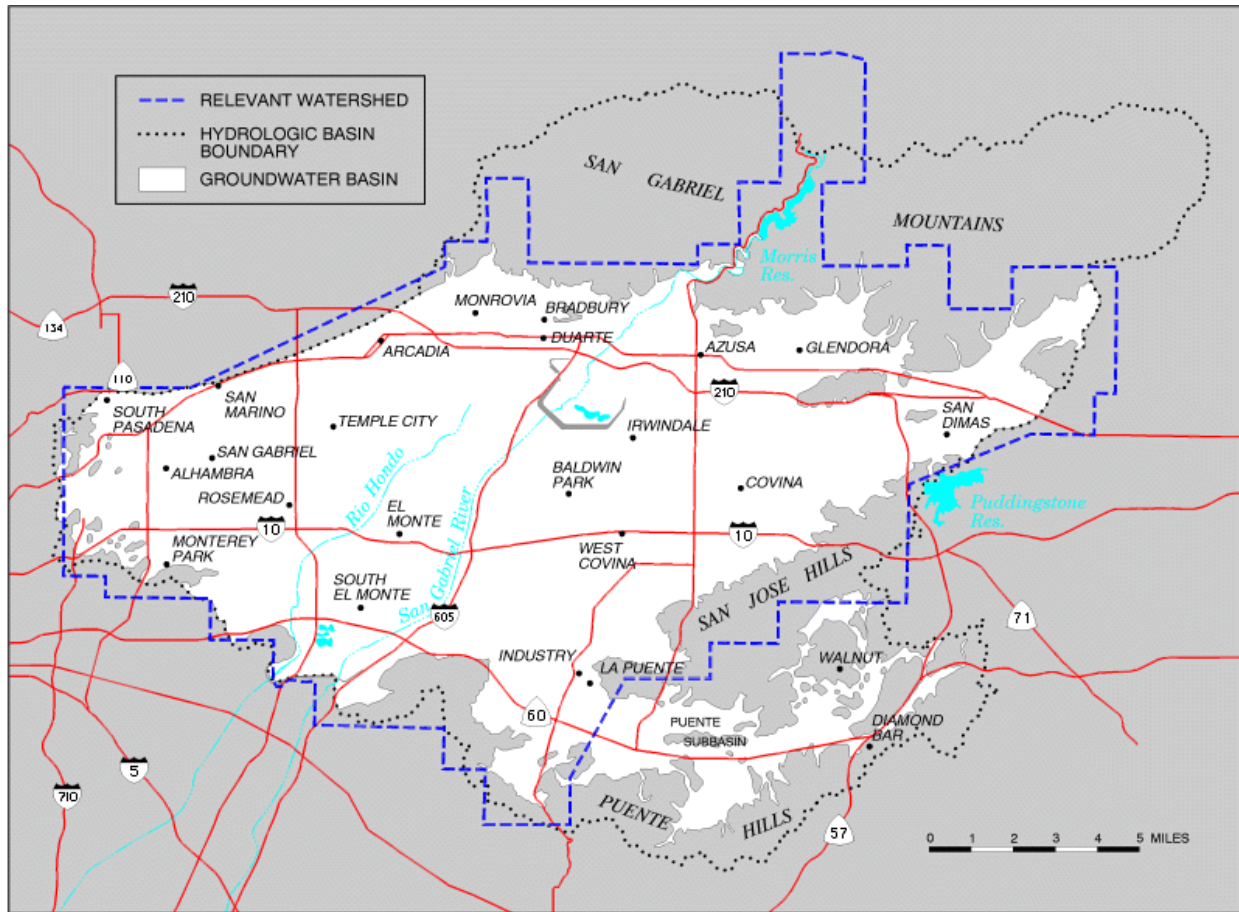 RELEVANT WATERSHED
HYDROLOGIC BASIN
BOUNDARY
GROUNDWATER BASIN
SAN GABRIEL
MOUNTAINS
Morris
Res.
210
134
110
MONROVIA
BRADBURY
DUARTE
ARCADIA
AZUSA
GLENDORA
210
SAN
MARINO
SOUTH
PASADENA
TEMPLE CITY
IRWINDALE
SAN
DIMAS
SAN GABRIEL
ALHAMBRA
Rio Hondo
BALDWIN
PARK
COVINA
Puddingstone
Res.
ROSEMEAD
EL
MONTE
10
10
MONTEREY
PARK
WEST
COVINA
San Gabriel River
SOUTH
EL MONTE
605
SAN JOSE HILLS
71
INDUSTRY
LA PUENTE
WALNUT
60
PUENTE
SUBBASIN
DIAMOND
BAR
5
710
PUENTE HILLS
57
0 1 2 3 4 5 MILES